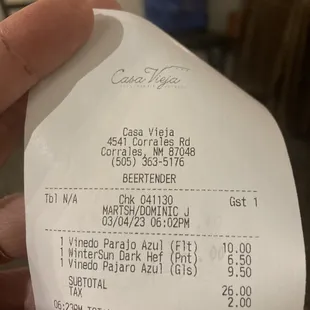 Casa Vieja
Casa Vieja
4541 Corrales Rd
Corrales, NM 87048
(505) 363-5176
BEERTENDER
Tbl N/A Chk 041130 Gst 1
MARTSH/DOMINIC J
03/04/23 06:02PM
1 Vinedo Parajo Azul (Flt) 10.00
1 WinterSun Dark Hef (Pnt) 6.50
1 Vinedo Pajaro Azul (Gls) 9.50
SUBTOTAL 26.00
TAX 2.00